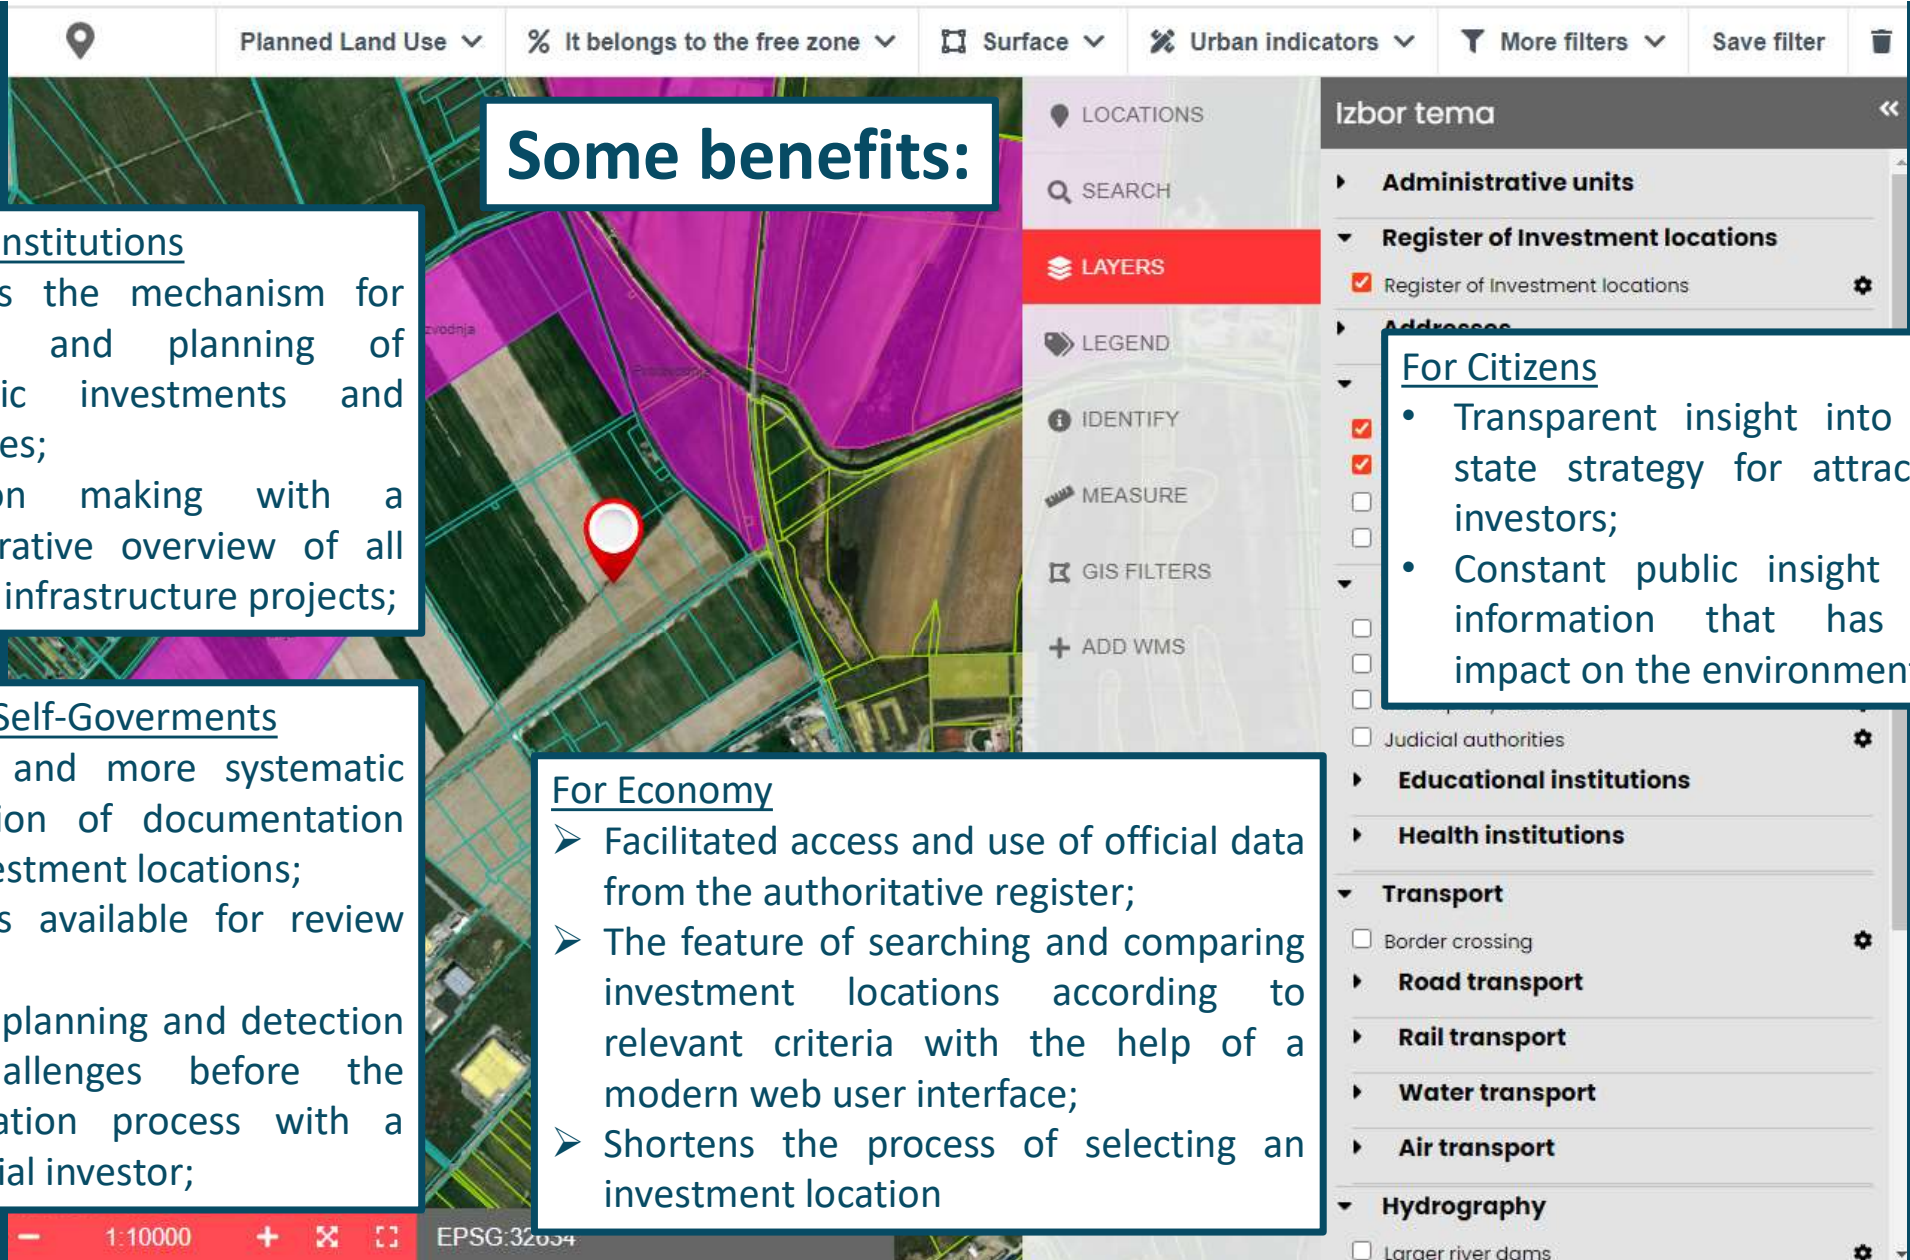 Planned Land Use
% It belongs to the free zone
Surface
Urban indicators
More filters
Save filter
Some benefits:
nstitutions
s the mechanism for
and planning of
ic investments and
es;
on making with a
rative overview of all
infrastructure projects;
Self-Goverments
and more systematic
ion of documentation
estment locations;
s available for review
planning and detection
allenges before the
ation process with a
ial investor;
zvodnja
For Economy
➢ Facilitated access and use of official data
from the authoritative register;
➢ The feature of searching and comparing
investment locations according to
relevant criteria with the help of a
modern web user interface;
➢ Shortens the process of selecting an
investment location
LOCATIONS
SEARCH
LAYERS
LEGEND
IDENTIFY
MEASURE
GIS FILTERS
ADD WMS
Izbor tema
Administrative units
Register of Investment locations
Register of Investment locations
Addresses
For Citizens
• Transparent insight into
state strategy for attrac
investors;
• Constant public insight
information that has
impact on the environment
Judicial authorities
Educational institutions
Health institutions
Transport
Border crossing
Road transport
Rail transport
Water transport
Air transport
Hydrography
Larger river dams
1:10000
EPSG:32634